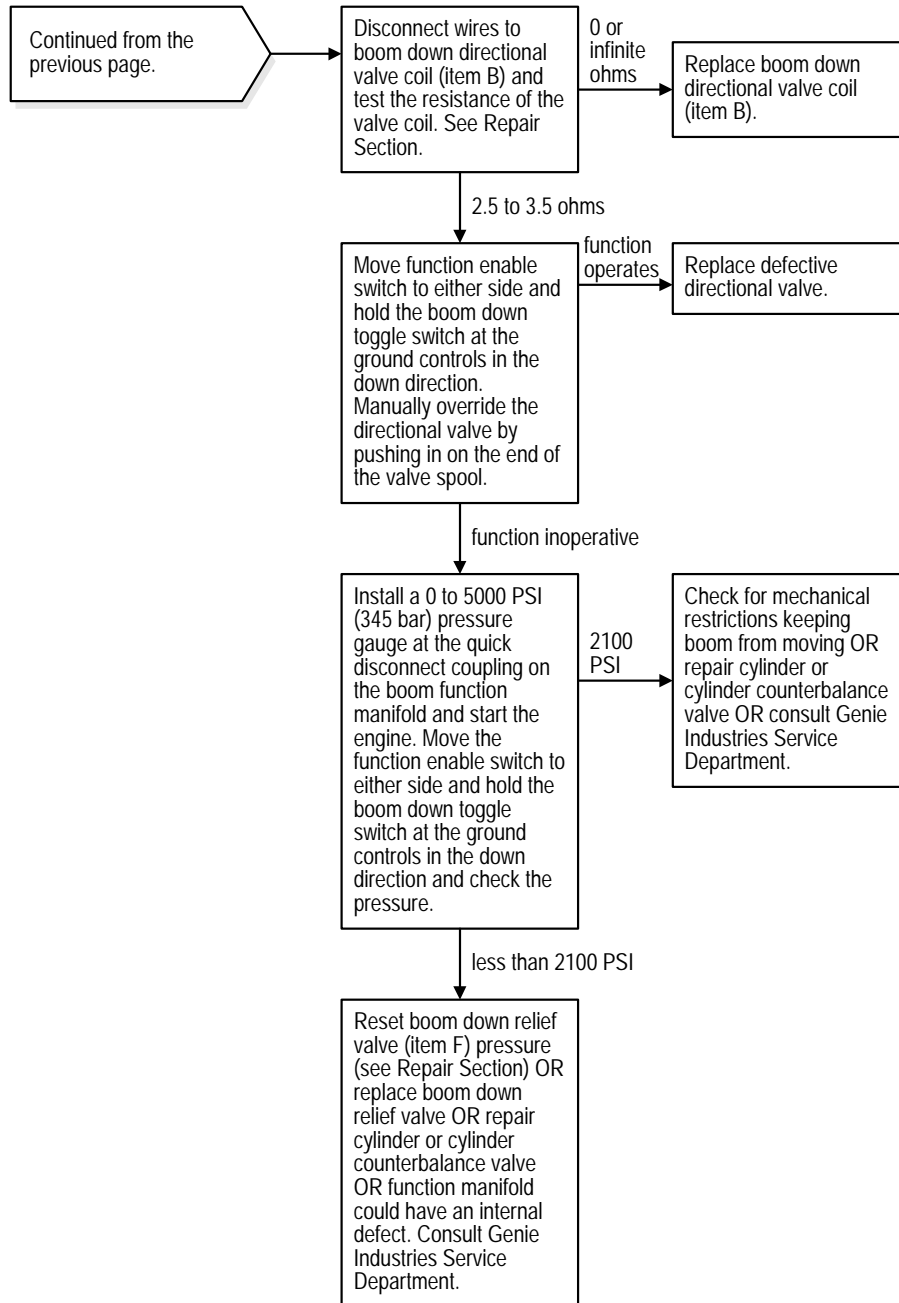 Continued from the
previous page.
Disconnect wires to
boom down directional
valve coil (item B) and
test the resistance of the
valve coil. See Repair
Section.
0 or
infinite
ohms
Replace boom down
directional valve coil
(item B).
2.5 to 3.5 ohms
Move function enable
switch to either side and
hold the boom down
toggle switch at the
ground controls in the
down direction.
Manually override the
directional valve by
pushing in on the end of
the valve spool.
function
operates
Replace defective
directional valve.
function inoperative
Install a 0 to 5000 PSI
(345 bar) pressure
gauge at the quick
disconnect coupling on
the boom function
manifold and start the
engine. Move the
function enable switch to
either side and hold the
boom down toggle
switch at the ground
controls in the down
direction and check the
pressure.
2100
PSI
Check for mechanical
restrictions keeping
boom from moving OR
repair cylinder or
cylinder counterbalance
valve OR consult Genie
Industries Service
Department.
less than 2100 PSI
Reset boom down relief
valve (item F) pressure
(see Repair Section) OR
replace boom down
relief valve OR repair
cylinder or cylinder
counterbalance valve
OR function manifold
could have an internal
defect. Consult Genie
Industries Service
Department.